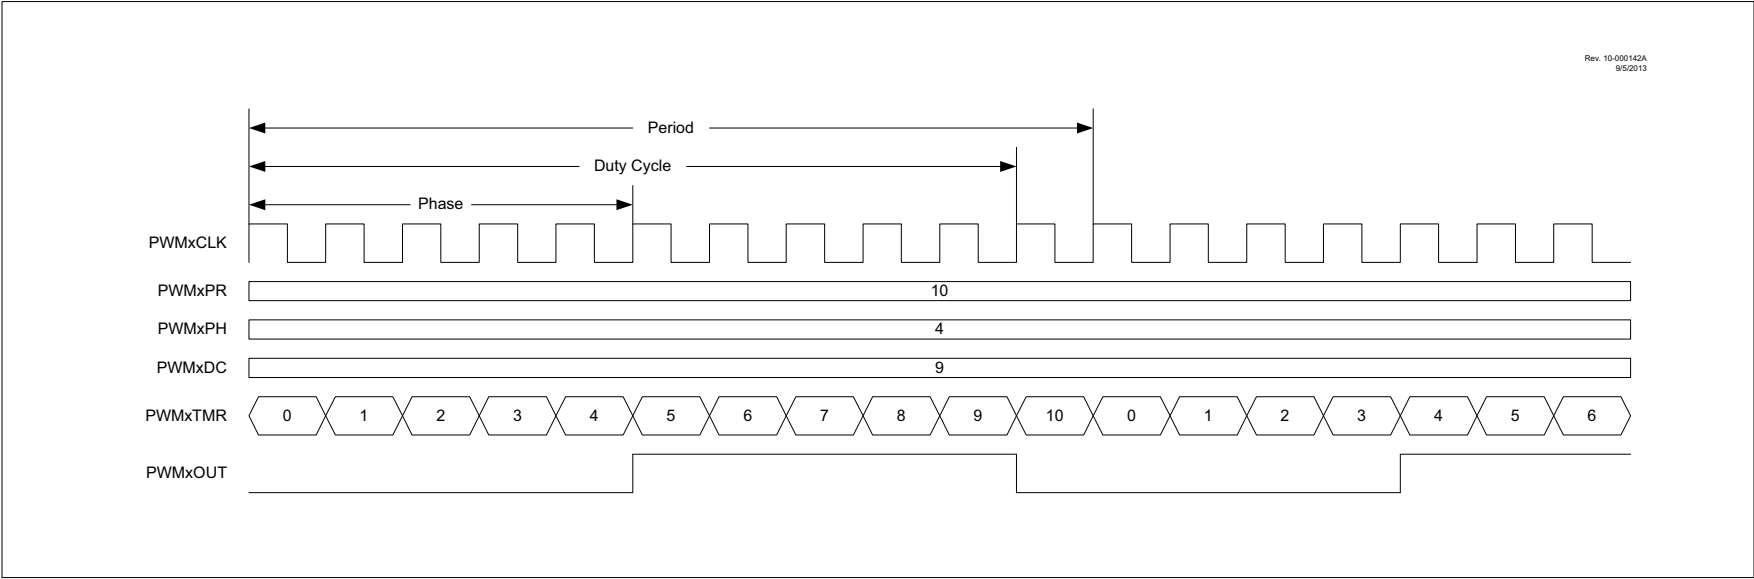 Rev. 10-000142A
9/5/2013
Period
Duty Cycle
Phase
PWMxCLK
PWMxPR 10
PWMxPH 4
PWMxDC 9
PWMxTMR 0 1 2 3 4 5 6 7 8 9 10 0 1 2 3 4 5 6
PWMxOUT